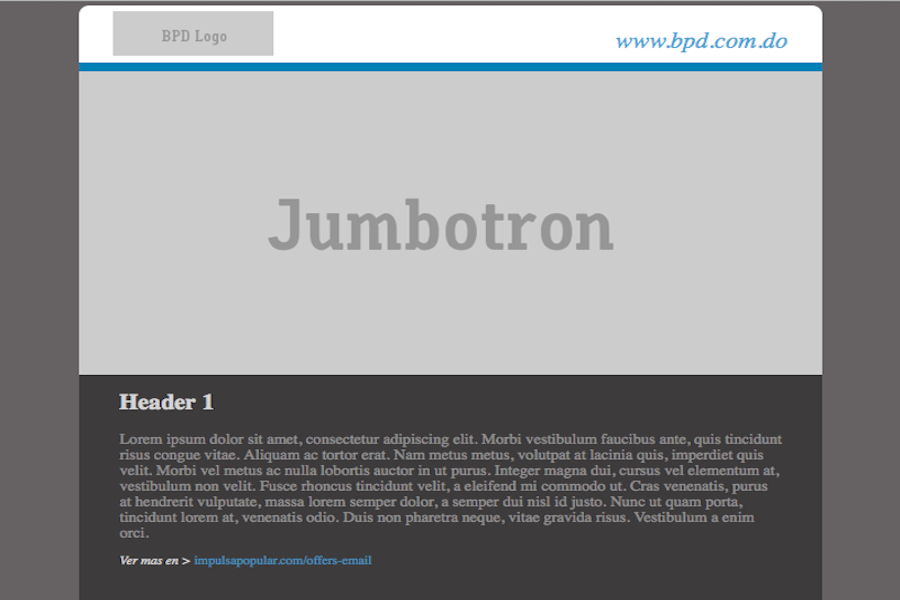 BPD Logo
www.bpd.com.do
Jumbotron
Header 1
Lorem ipsum dolor sit amet, consectetur adipiscing elit. Morbi vestibulum faucibus ante, quis tincidunt
risus congue vitae. Aliquam ac tortor erat. Nam metus metus, volutpat at lacinia quis, imperdiet quis
velit. Morbi vel metus ac nulla lobortis auctor in ut purus. Integer magna dui, cursus vel elementum at,
vestibulum non velit. Fusce rhoncus tincidunt velit, a eleifend mi commodo ut. Cras venenatis, purus
at hendrerit vulputate, massa lorem semper dolor, a semper dui nisl id justo. Nunc ut quam porta,
tincidunt lorem at, venenatis odio. Duis non pharetra neque, vitae gravida risus. Vestibulum a enim
orci.
Ver mas en > impulsapopular.com/offers-email